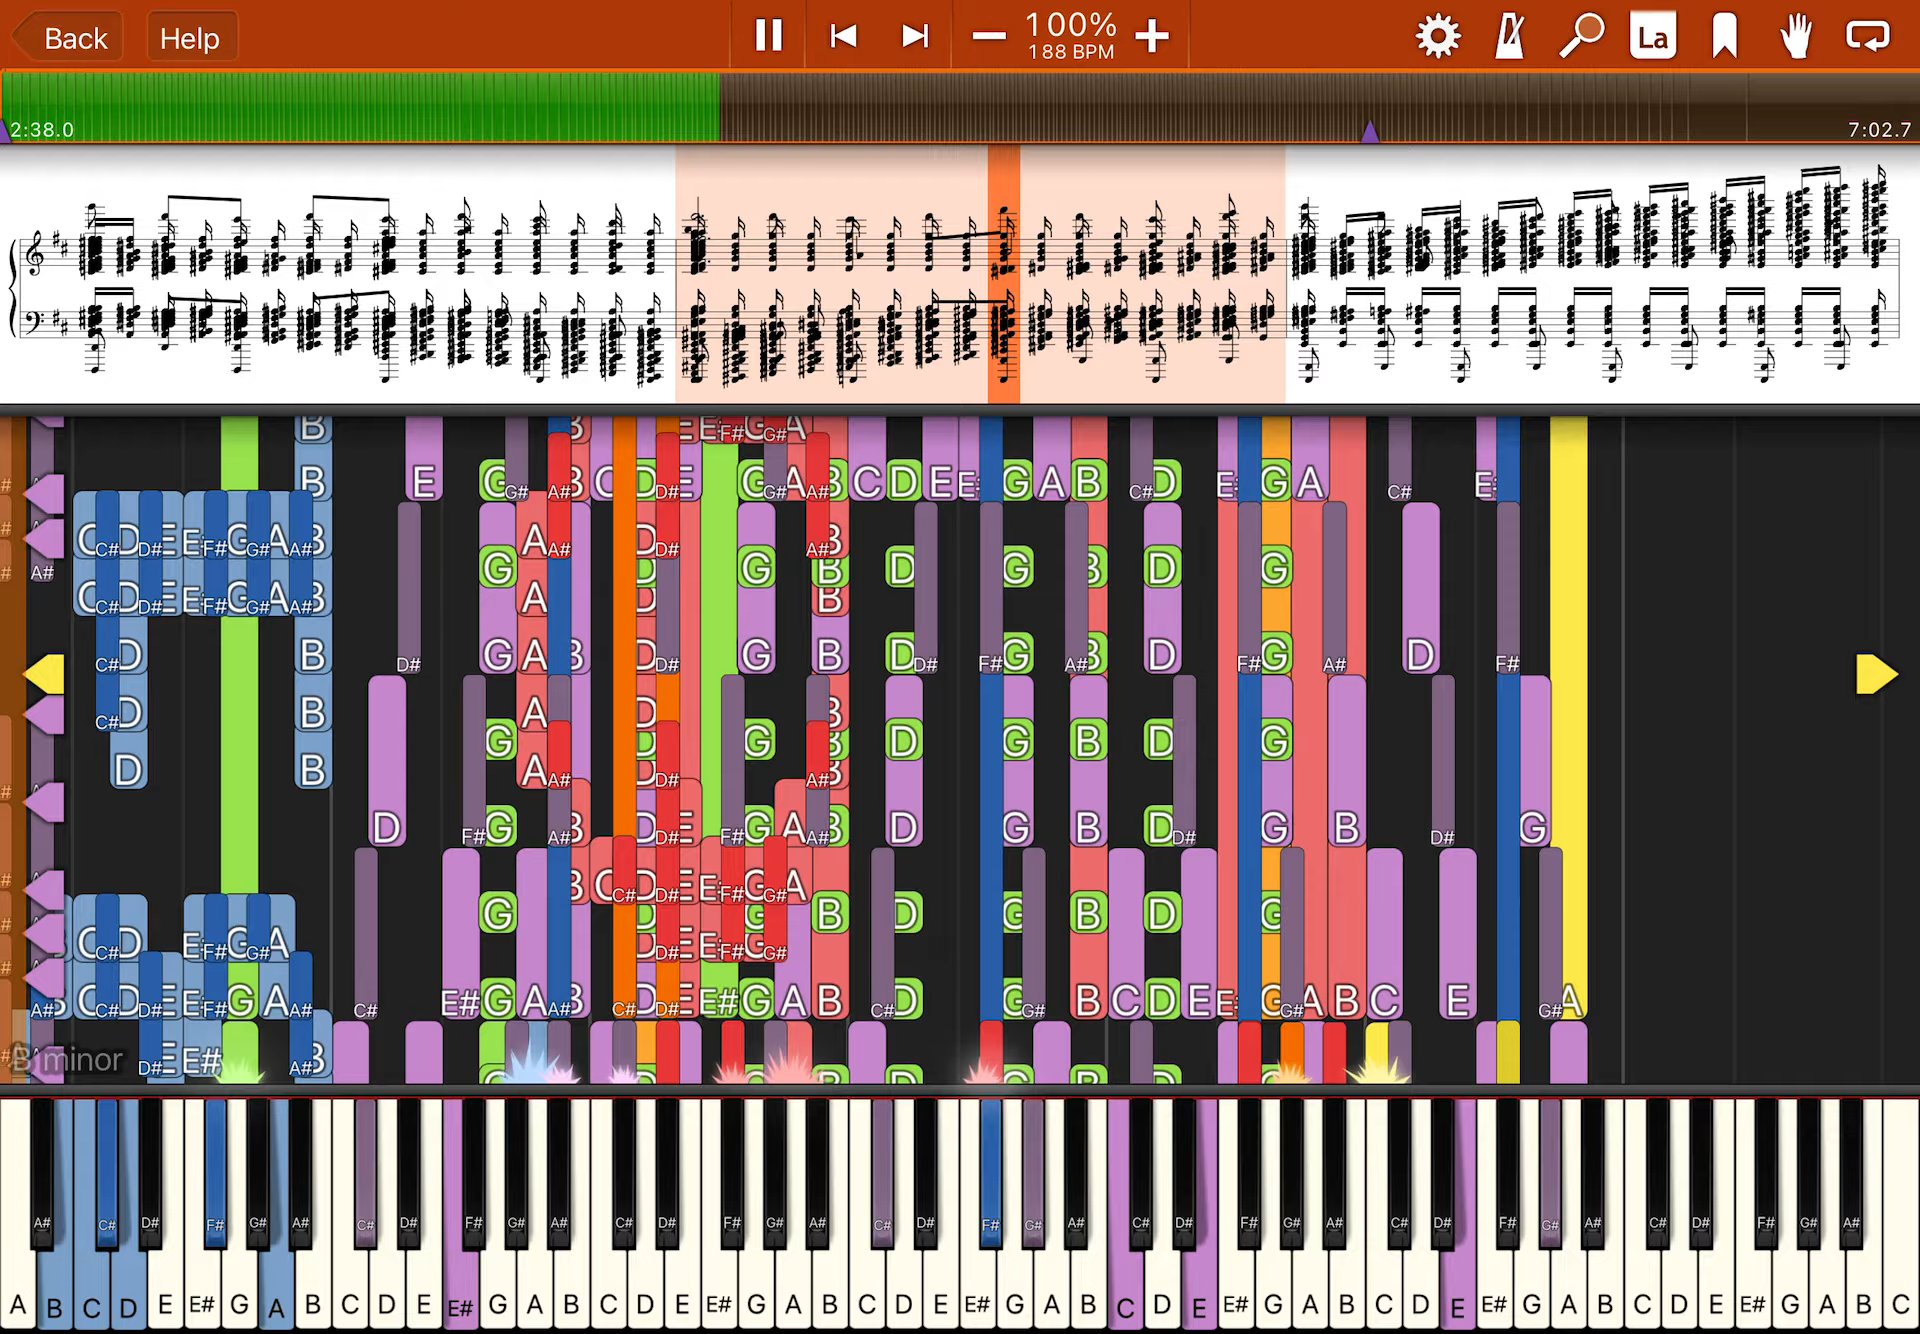 Back Help 100% La
188 BPM
2:38.0 7:02.7
B
B E G G# A# B C D D# E G G# A A# B C D E E G A B C# D E G A C# E
C C# D D# E E F# G G# A A# B A A# D D# A# B
A# G G B D G B D G
C C# D D# E E F# G G# A A# B A D B
C# D B D# G A B D D# G B D D# F# G A# B D F# G A# D F#
C# D B A D B
G G B D G B D G
D B A A# D D# A# B
D F# G A# B D D# E F# G A A# B D G B D D# G B D# G
B C C# D D# E E F# G G# A
G B D G B D G
C C# D E F# G G# A D D# E E F# G G#
A# B C C# D D# E E F# G A A# C# E# G A A# B C# D D# E E# G A B C# D G G# B C D E E G G# A B C E G# A
B minor D# E E# A# B
A# C# D# F# G# A# C# D# F# G# A# C# D# F# G# A# C# D# F# G# A# C# D# F# G# A# C# D# F# G# A# C# D# F# G# A#
A B C D E E# G A B C D E E# G A B C D E E# G A B C D E E# G A B C D E E# G A B C D E E# G A B C D E E# G A B C